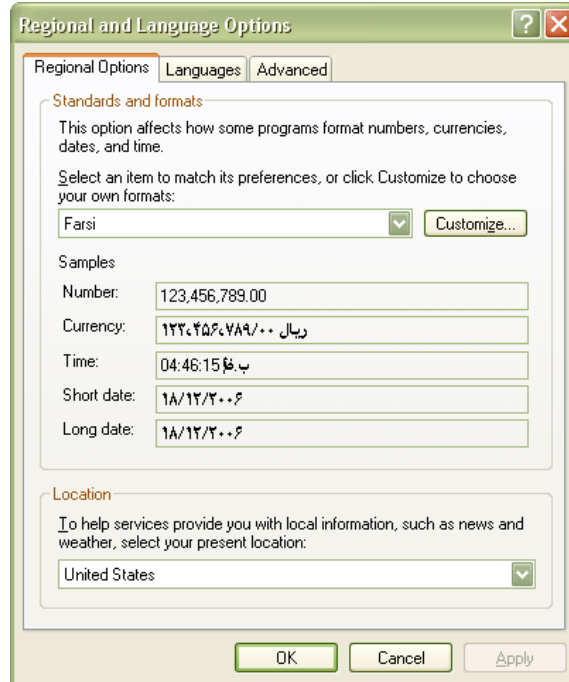 Regional and Language Options
Regional Options Languages Advanced
Standards and formats
This option affects how some programs format numbers, currencies,
dates, and time.
Select an item to match its preferences, or click Customize to choose
your own formats:
Farsi Customize...
Samples
Number: 123,456,789.00
Currency: ۱۲۳،۴۵۶،۷۸۹/۰۰ ريال
Time: 04:46:15
Short date: ۱۸/۱۲/۲۰۰۶
Long date: ۱۸/۱۲/۲۰۰۶
Location
To help services provide you with local information, such as news and
weather, select your present location:
United States
OK Cancel Apply